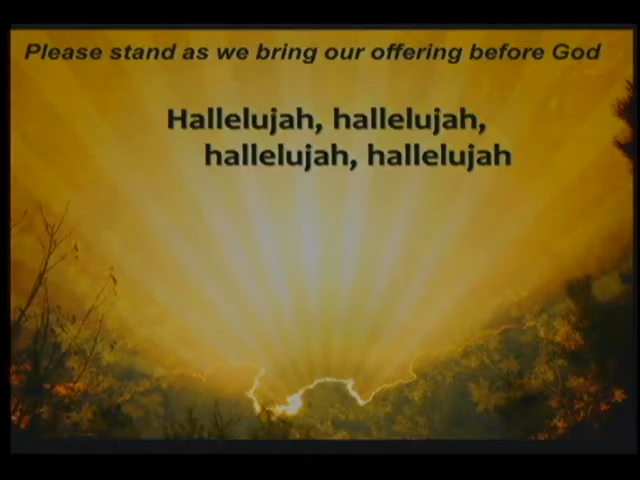 Please stand as we bring our offering before God
Hallelujah, hallelujah,
hallelujah, hallelujah